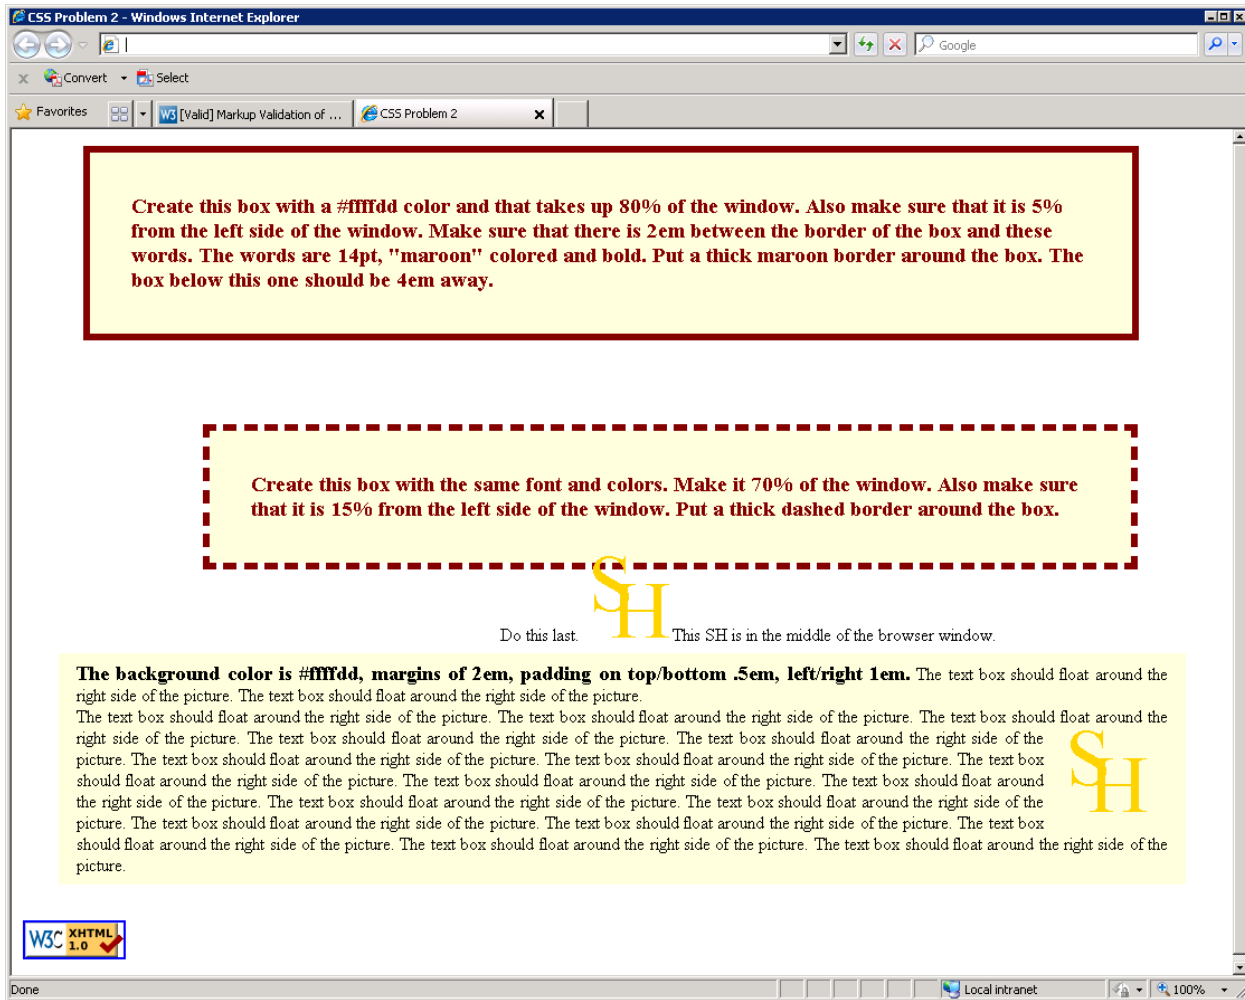 CSS Problem 2 - Windows Internet Explorer
Google
x Convert Select
Favorites [Valid] Markup Validation of ... CSS Problem 2
Create this box with a #ffffdd color and that takes up 80% of the window. Also make sure that it is 5%
from the left side of the window. Make sure that there is 2em between the border of the box and these
words. The words are 14pt, "maroon" colored and bold. Put a thick maroon border around the box. The
box below this one should be 4em away.
Create this box with the same font and colors. Make it 70% of the window. Also make sure
that it is 15% from the left side of the window. Put a thick dashed border around the box.
Do this last. SH This SH is in the middle of the browser window.
The background color is #ffffdd, margins of 2em, padding on top/bottom .5em, left/right 1em. The text box should float around the
right side of the picture. The text box should float around the right side of the picture.
The text box should float around the right side of the picture. The text box should float around the right side of the picture. The text box should float around the
right side of the picture. The text box should float around the right side of the picture. The text box should float around the right side of the
picture. The text box should float around the right side of the picture. The text box should float around the right side of the picture. The text box
should float around the right side of the picture. The text box should float around the right side of the picture. The text box should float around
the right side of the picture. The text box should float around the right side of the picture. The text box should float around the right side of the
picture. The text box should float around the right side of the picture. The text box should float around the right side of the picture. The text box
should float around the right side of the picture. The text box should float around the right side of the picture. The text box should float around the right side of the
picture.
SH
W3C XHTML 1.0
Done Local intranet 100%